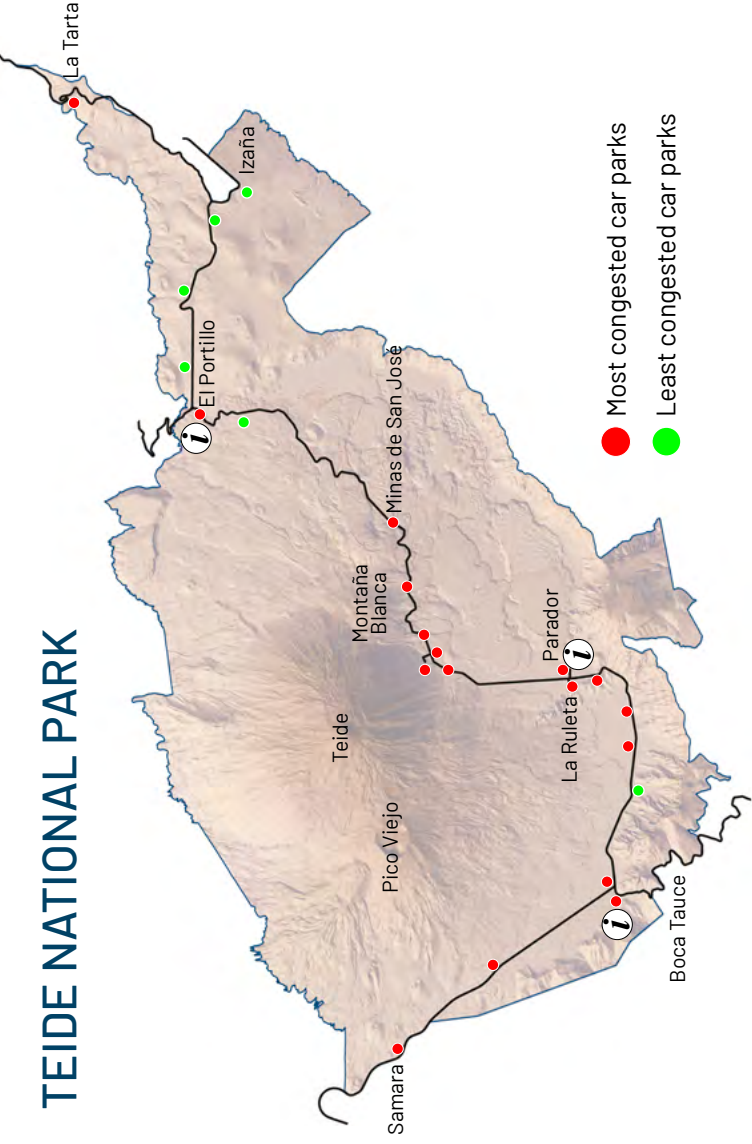 TEIDE NATIONAL PARK
La Tarta
Izaña
El Portillo
i
Minas de San José
Montaña
Blanca
Teide
Pico Viejo
Parador
i
La Ruleta
Boca Tauce
i
Samara
Most congested car parks
Least congested car parks